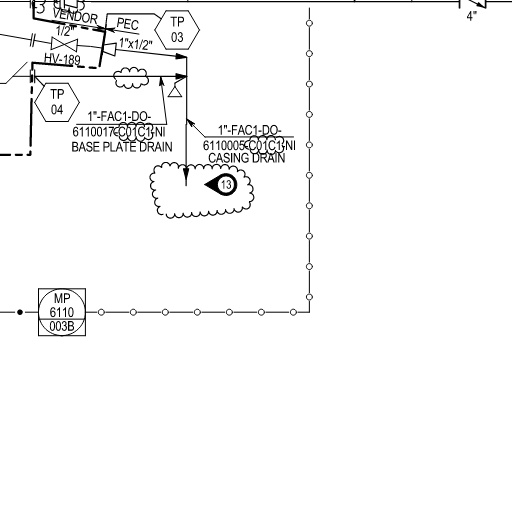 VENDOR
PEC
TP
03
4"
1/2"
1"x1/2"
HV-189
TP
04
1"-FAC1-DO-
6110017-C01C1-NI
BASE PLATE DRAIN
1"-FAC1-DO-
6110005-C01C1-NI
CASING DRAIN
13
MP
6110
003B